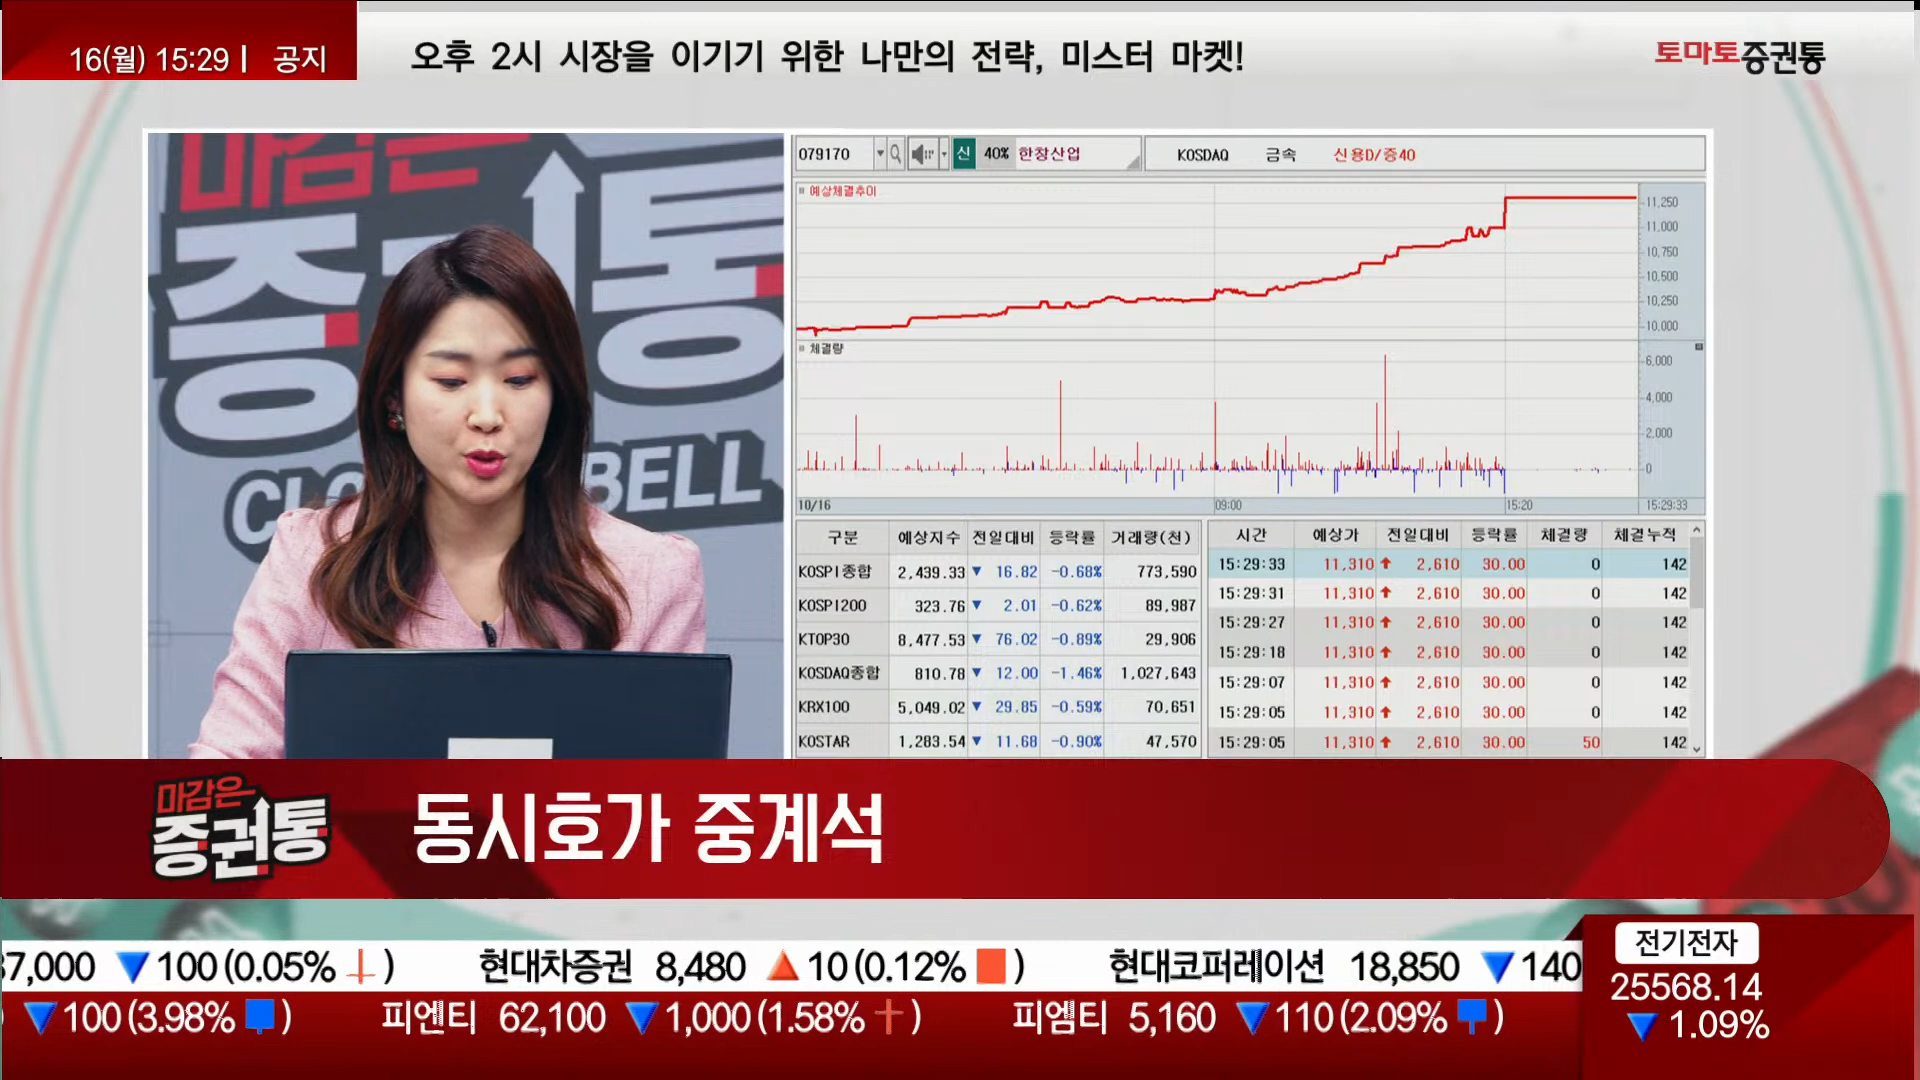 16(월) 15:29 | 공지
오후 2시 시장을 이기기 위한 나만의 전략, 미스터 마켓!
토마토증권통
마감은
증권통
BELL
079170
신 40% 한창산업
KOSDAQ 금속 신용D/증40
예상체결추이
11,250
11,000
10,750
10,500
10,250
10,000
체결량
6,000
4,000
2,000
0
10/16 09:00 15:20 15:29:33
구분 예상지수 전일대비 등락률 거래량(천)
KOSPI종합 2,439.33 ▼ 16.82 -0.68% 773,590
KOSPI200 323.76 ▼ 2.01 -0.62% 89,987
KTOP30 8,477.53 ▼ 76.02 -0.89% 29,906
KOSDAQ종합 810.78 ▼ 12.00 -1.46% 1,027,643
KRX100 5,049.02 ▼ 29.85 -0.59% 70,651
KOSTAR 1,283.54 ▼ 11.68 -0.90% 47,570
시간 예상가 전일대비 등락률 체결량 체결누적
15:29:33 11,310 ↑ 2,610 30.00 0 142
15:29:31 11,310 ↑ 2,610 30.00 0 142
15:29:27 11,310 ↑ 2,610 30.00 0 142
15:29:18 11,310 ↑ 2,610 30.00 0 142
15:29:07 11,310 ↑ 2,610 30.00 0 142
15:29:05 11,310 ↑ 2,610 30.00 0 142
15:29:05 11,310 ↑ 2,610 30.00 50 142
마감은
증권통
동시호가 중계석
37,000 ▼100(0.05% ) 현대차증권 8,480 ▲10(0.12% ) 현대코퍼레이션 18,850 ▼140
▼100(3.98% ) 피엔티 62,100 ▼1,000(1.58% ) 피엠티 5,160 ▼110(2.09% )
전기전자
25568.14
▼1.09%